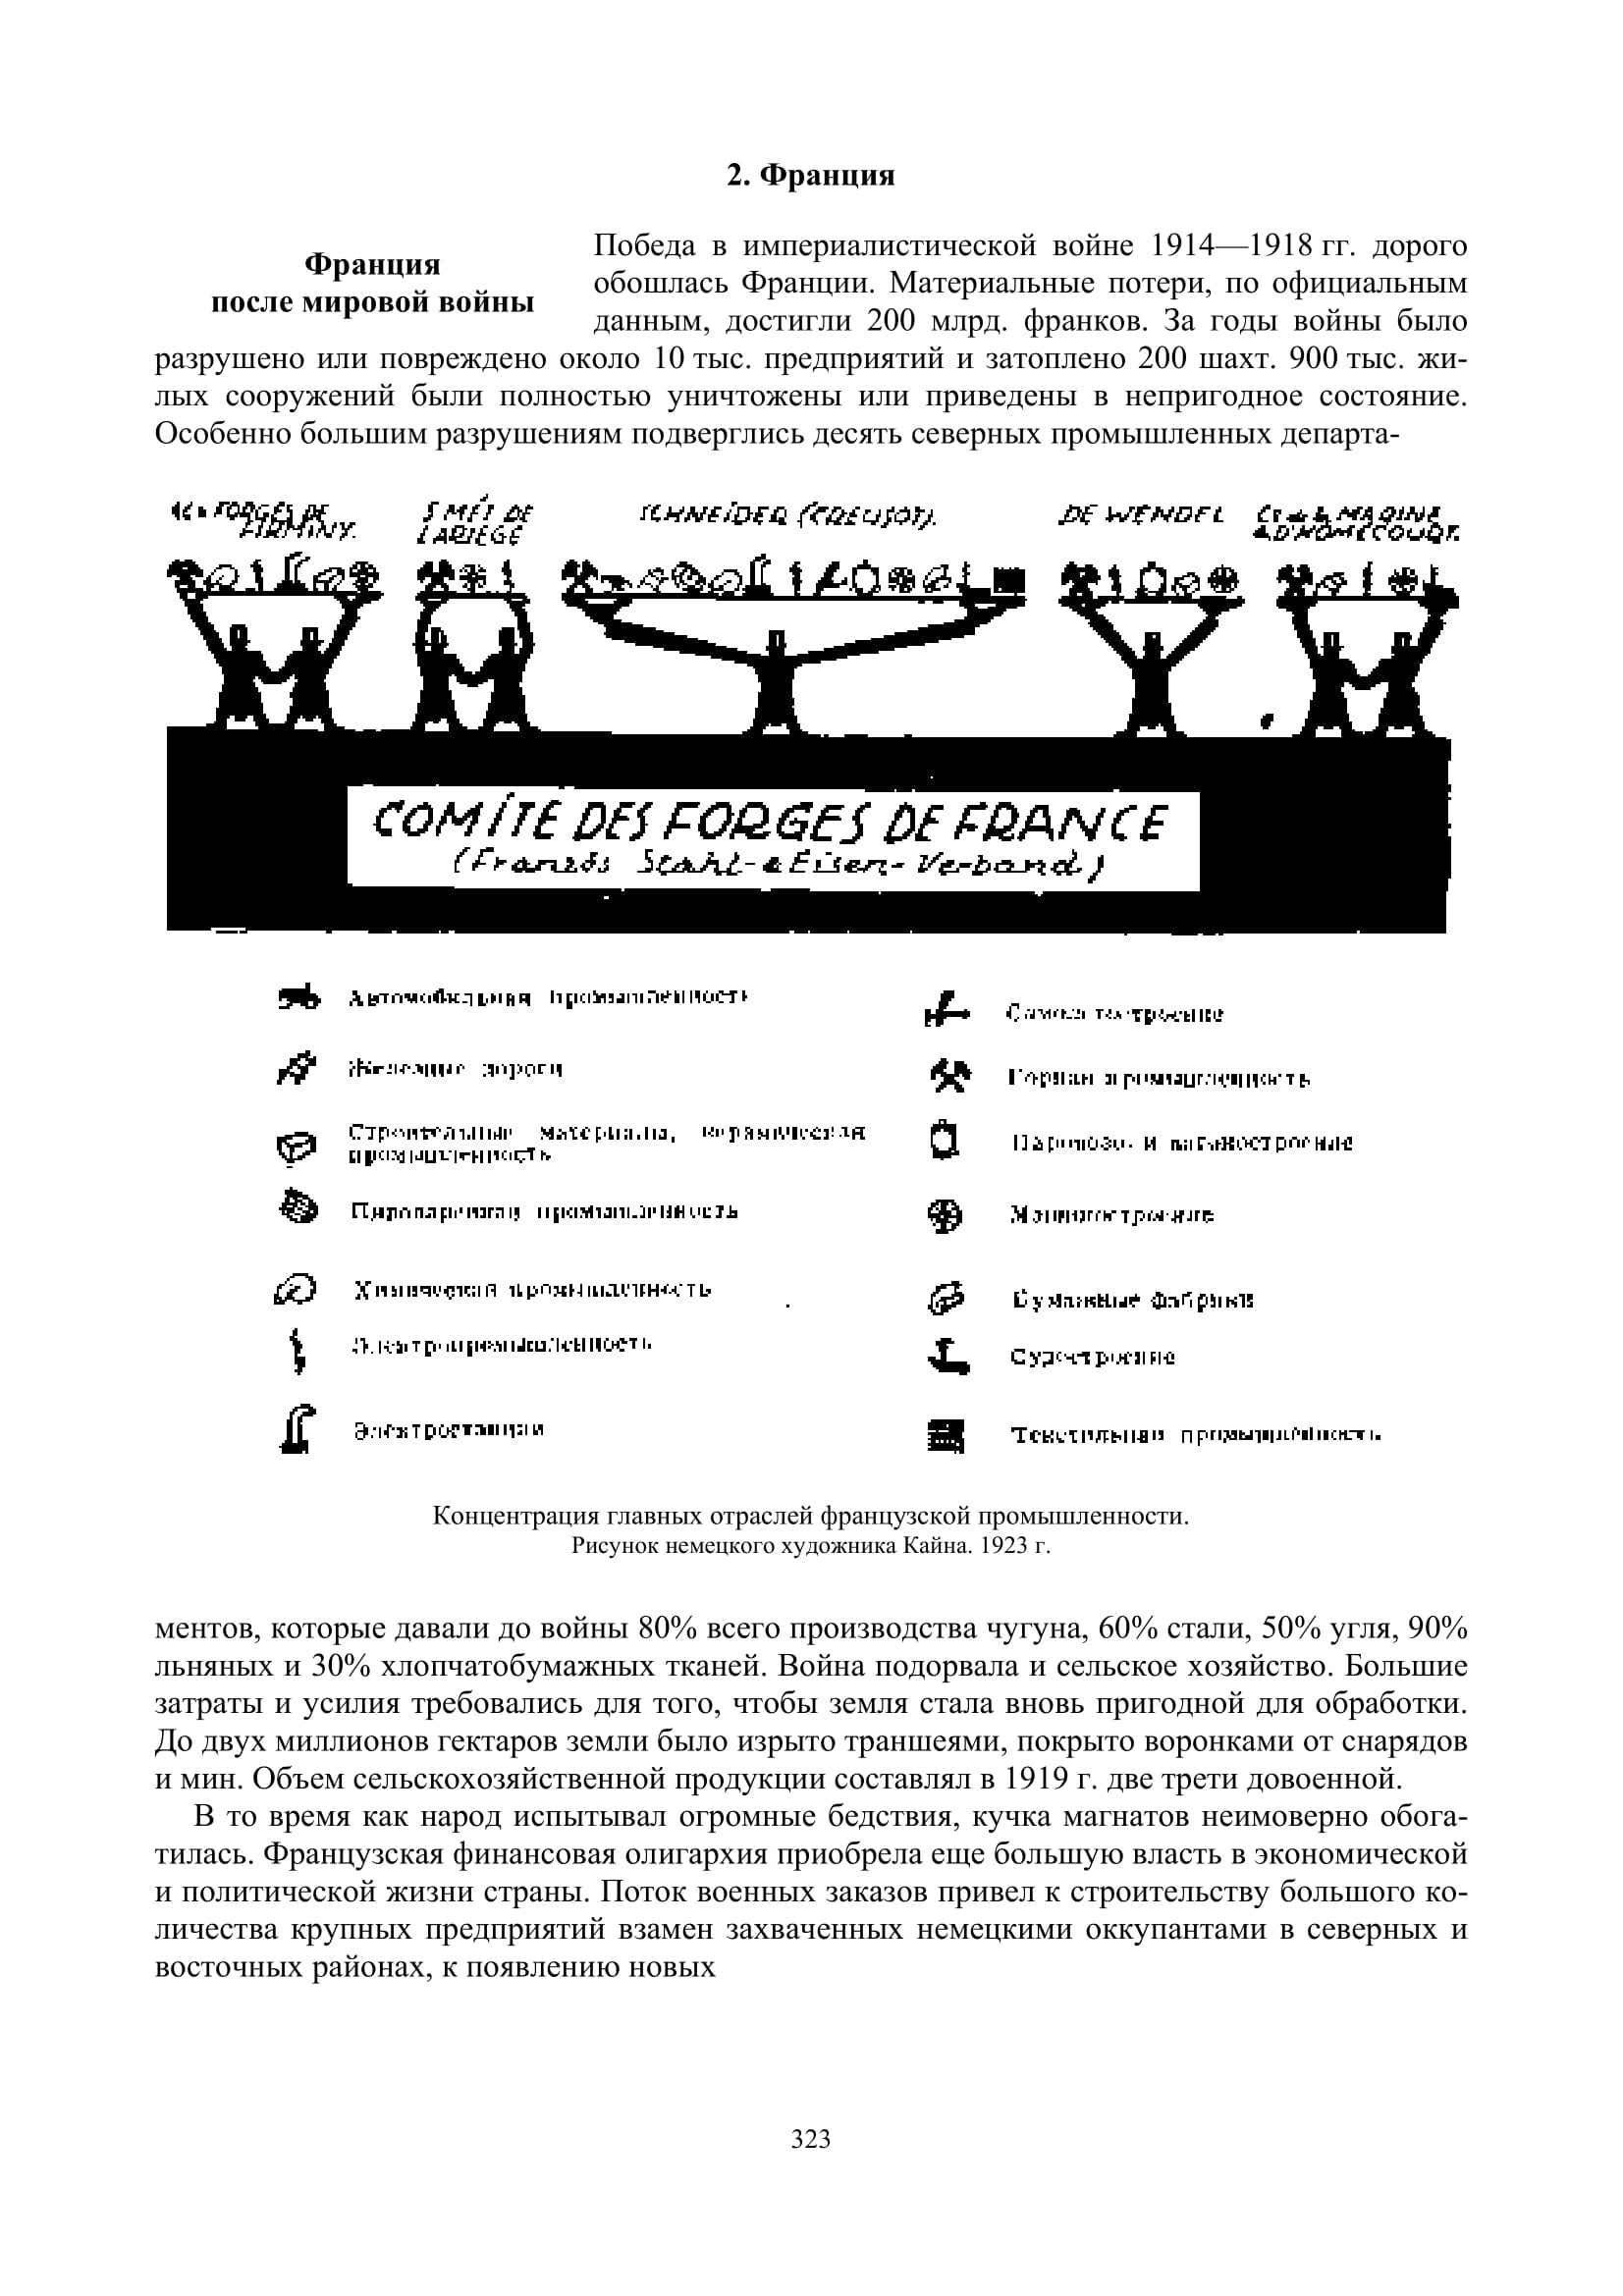 2. Франция
Франция
после мировой войны
Победа в империалистической войне 1914—1918 гг. дорого
обошлась Франции. Материальные потери, по официальным
данным, достигли 200 млрд. франков. За годы войны было
разрушено или повреждено около 10 тыс. предприятий и затоплено 200 шахт. 900 тыс. жи-
лых сооружений были полностью уничтожены или приведены в непригодное состояние.
Особенно большим разрушениям подверглись десять северных промышленных департа-
FORGES DE
FIRMINY.
SMÉT DE
LARIEGE
SCHNEIDER (CREUSOT).
DE WENDEL
MARINE
& D'HOMECOURT.
COMITE DES FORGES DE FRANCE
(Französ Stahl-&Eisen-Verband)
Автомобильная промышленность
Самолетостроение
Железные дороги
Горная промышленность
Строительные материалы, керамическая
промышленность
Паровозо- и вагоностроение
промышленность
Машиностроение
Химическая промышленность
Бумажные фабрики
Электропромышленность
Судостроение
Электростанции
Текстильная промышленность
Концентрация главных отраслей французской промышленности.
Рисунок немецкого художника Кайна. 1923 г.
ментов, которые давали до войны 80% всего производства чугуна, 60% стали, 50% угля, 90%
льняных и 30% хлопчатобумажных тканей. Война подорвала и сельское хозяйство. Большие
затраты и усилия требовались для того, чтобы земля стала вновь пригодной для обработки.
До двух миллионов гектаров земли было изрыто траншеями, покрыто воронками от снарядов
и мин. Объем сельскохозяйственной продукции составлял в 1919 г. две трети довоенной.
В то время как народ испытывал огромные бедствия, кучка магнатов неимоверно обога-
тилась. Французская финансовая олигархия приобрела еще большую власть в экономической
и политической жизни страны. Поток военных заказов привел к строительству большого ко-
личества крупных предприятий взамен захваченных немецкими оккупантами в северных и
восточных районах, к появлению новых
323